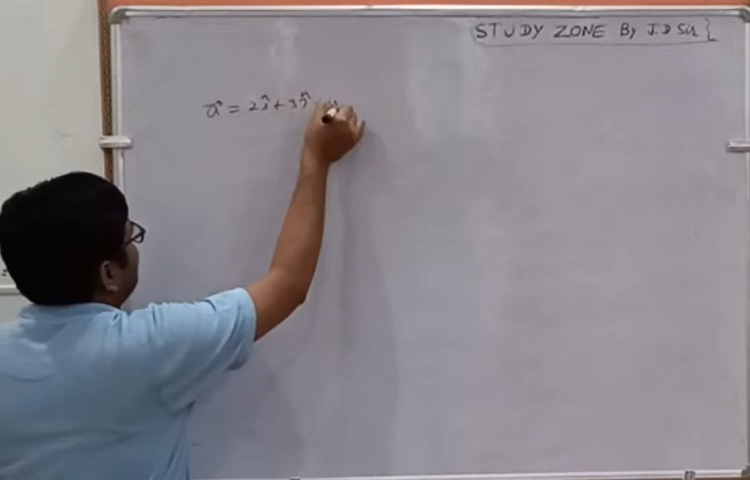 STUDY ZONE By J.D Sir
a⃗ = 2î + 3ĵ